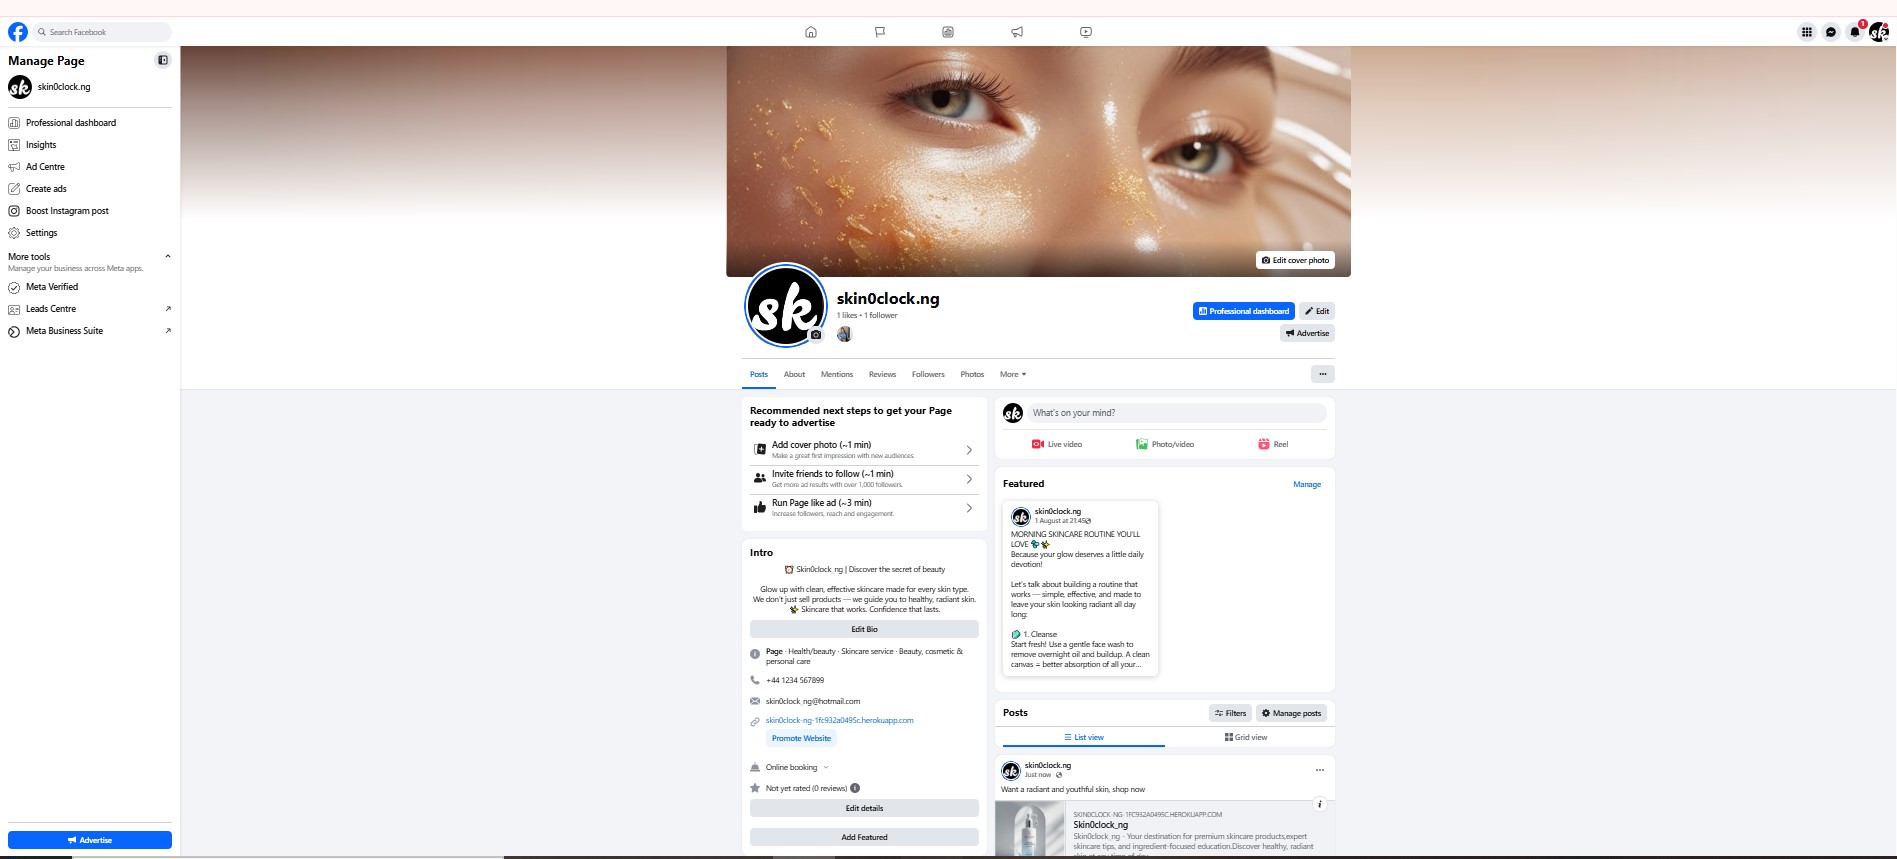 Search Facebook
1
sk
Manage Page
sk
skin0clock.ng
Professional dashboard
Insights
Ad Centre
Create ads
Boost Instagram post
Settings
More tools
Manage your business across Meta apps.
Meta Verified
Leads Centre
Meta Business Suite
Advertise
Edit cover photo
sk
skin0clock.ng
1 likes • 1 follower
Professional dashboard
Edit
Advertise
Posts
About
Mentions
Reviews
Followers
Photos
More
Recommended next steps to get your Page
ready to advertise
Add cover photo (~1 min)
Make a great first impression with new audiences.
Invite friends to follow (~1 min)
Get more ad results with over 1,000 followers.
Run Page like ad (~3 min)
Increase followers, reach and engagement.
Intro
⏰ Skin0clock_ng | Discover the secret of beauty
Glow up with clean, effective skincare made for every skin type.
We don't just sell products — we guide you to healthy, radiant skin.
✨ Skincare that works. Confidence that lasts.
Edit Bio
Page · Health/beauty · Skincare service · Beauty, cosmetic &
personal care
+44 1234 567899
skin0clock_ng@hotmail.com
skin0clock-ng-1fc932a0495c.herokuapp.com
Promote Website
Online booking
Not yet rated (0 reviews)
Edit details
Add Featured
sk
What's on your mind?
Live video
Photo/video
Reel
Featured
Manage
sk
skin0clock.ng
1 August at 21:45
MORNING SKINCARE ROUTINE YOU'LL
LOVE
Because your glow deserves a little daily
devotion!
Let's talk about building a routine that
works — simple, effective, and made to
leave your skin looking radiant all day
long:
1. Cleanse
Start fresh! Use a gentle face wash to
remove overnight oil and buildup. A clean
canvas = better absorption of all your...
Posts
Filters
Manage posts
List view
Grid view
sk
skin0clock.ng
Just now
Want a radiant and youthful skin, shop now
SKIN0CLOCK-NG-1FC932A0495C.HEROKUAPP.COM
Skin0clock_ng
Skin0clock_ng - Your destination for premium skincare products,expert
skincare tips, and ingredient-focused education.Discover healthy, radiant